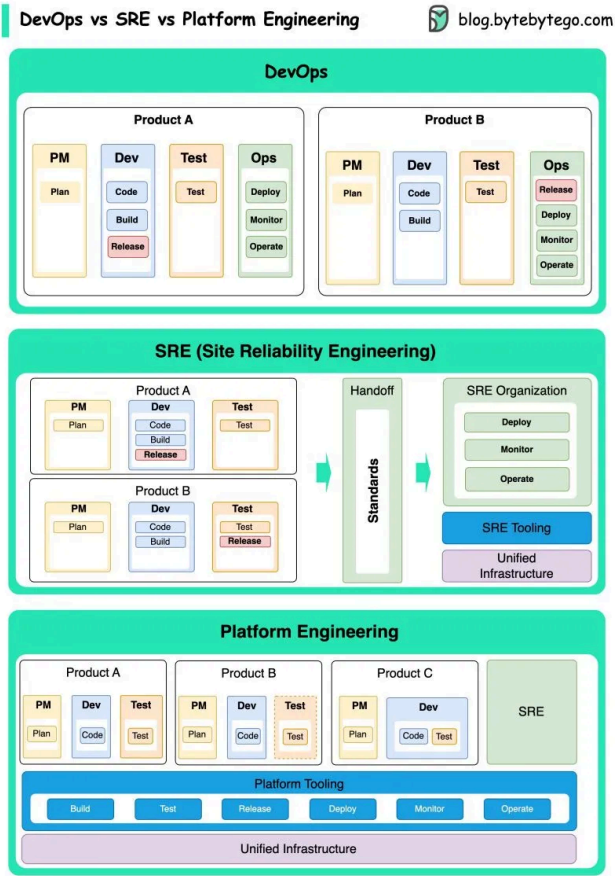 DevOps vs SRE vs Platform Engineering
blog.bytebytego.com
DevOps
Product A
PM
Plan
Dev
Code
Build
Release
Test
Test
Ops
Deploy
Monitor
Operate
Product B
PM
Plan
Dev
Code
Build
Test
Test
Ops
Release
Deploy
Monitor
Operate
SRE (Site Reliability Engineering)
Product A
PM
Plan
Dev
Code
Build
Release
Test
Test
Product B
PM
Plan
Dev
Code
Build
Test
Test
Release
Handoff
Standards
SRE Organization
Deploy
Monitor
Operate
SRE Tooling
Unified
Infrastructure
Platform Engineering
Product A
PM
Plan
Dev
Code
Test
Test
Product B
PM
Plan
Dev
Code
Test
Test
Product C
PM
Plan
Dev
Code
Test
SRE
Platform Tooling
Build
Test
Release
Deploy
Monitor
Operate
Unified Infrastructure